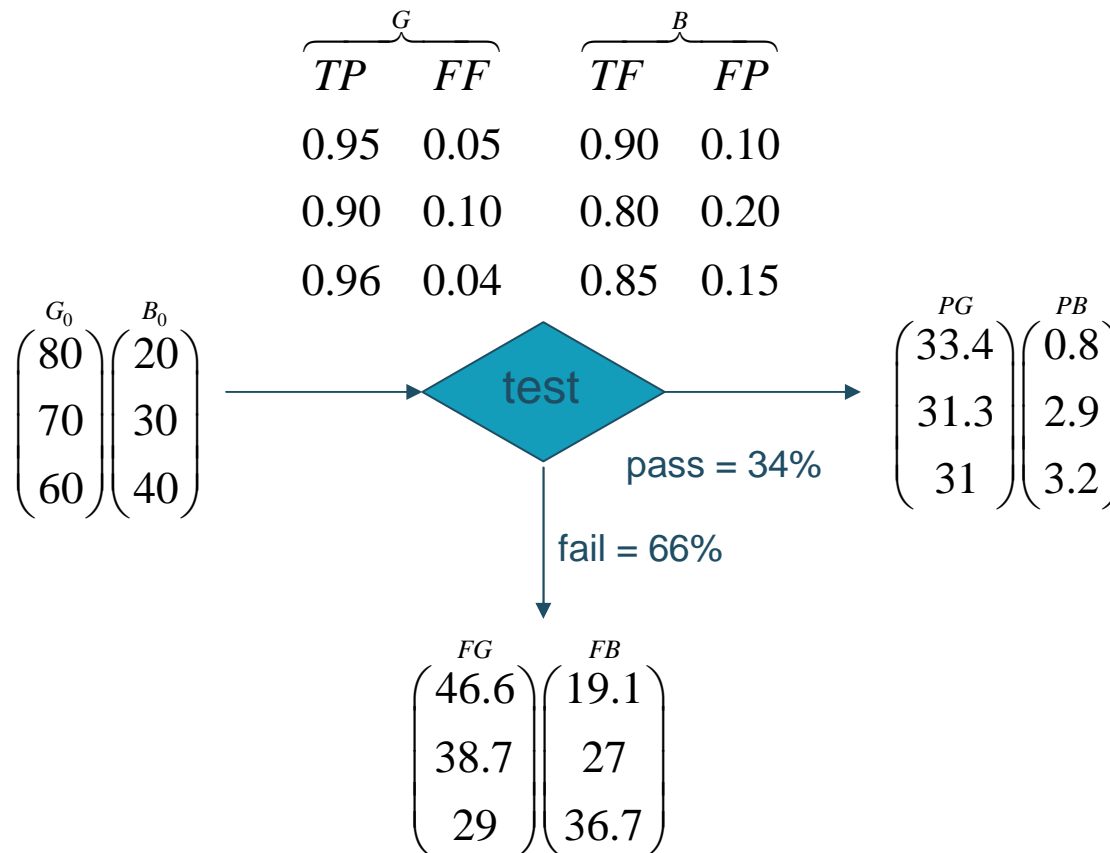 G B
TP FF TF FP
0.95 0.05 0.90 0.10
0.90 0.10 0.80 0.20
0.96 0.04 0.85 0.15
G₀ B₀
80 20
70 30
60 40
test
pass = 34%
fail = 66%
PG PB
33.4 0.8
31.3 2.9
31 3.2
FG FB
46.6 19.1
38.7 27
29 36.7